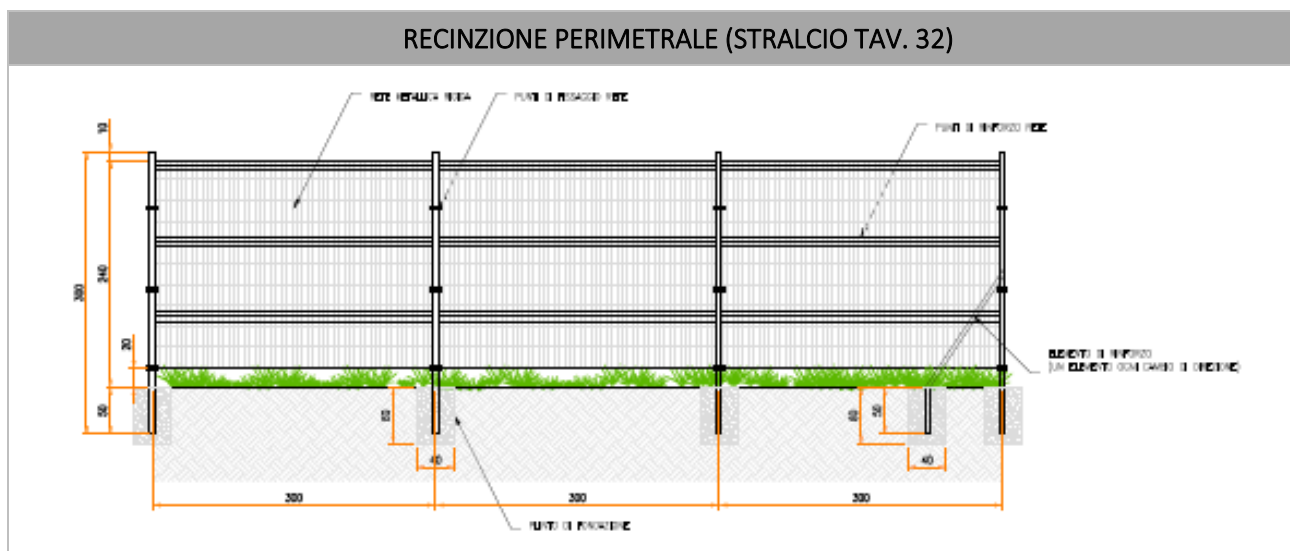 RECINZIONE PERIMETRALE (STRALCIO TAV. 32)
RETE METALLICA RIGIDA
PUNTI DI FISSAGGIO RETE
PUNTI DI RINFORZO RETE
10
300
240
20
50
60
40
60
50
40
ELEMENTO DI RINFORZO
(UN ELEMENTO OGNI CAMBIO DI DIREZIONE)
300
300
300
PLINTO DI FONDAZIONE